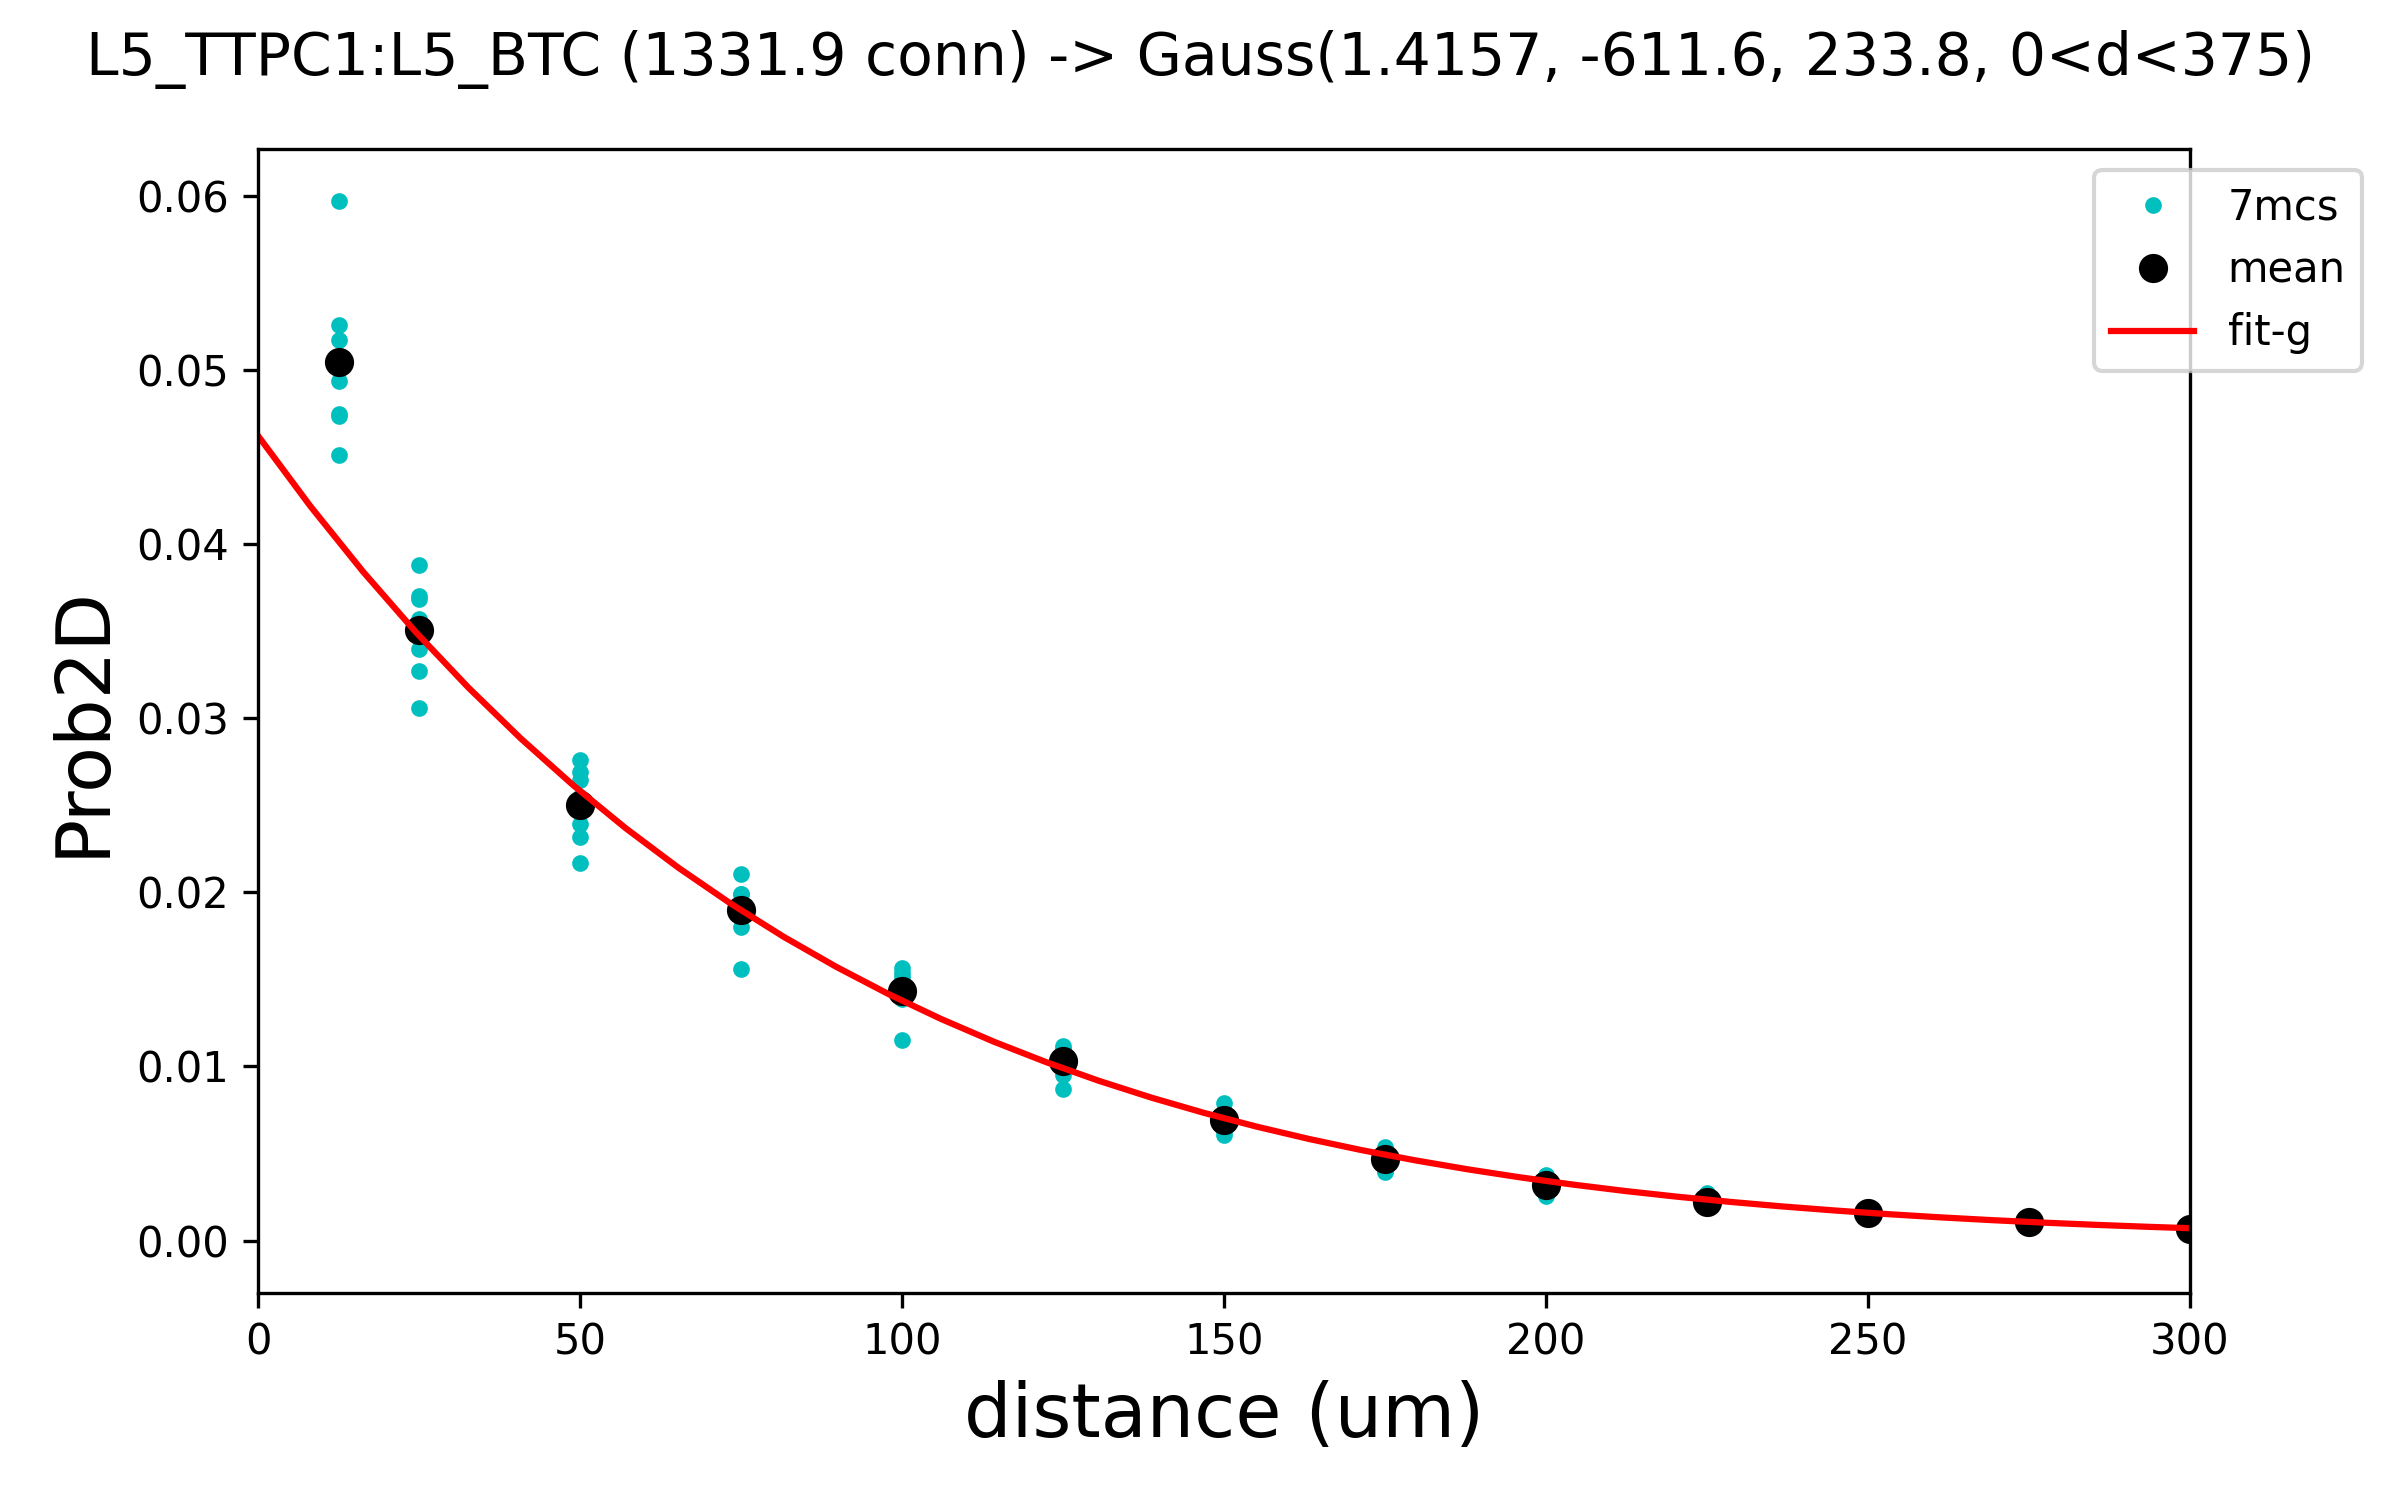 L5_TTPC1:L5_BTC (1331.9 conn) -> Gauss(1.4157, -611.6, 233.8, 0<d<375)
7mcs
mean
fit-g
Prob2D
0.06
0.05
0.04
0.03
0.02
0.01
0.00
0 50 100 150 200 250 300
distance (um)